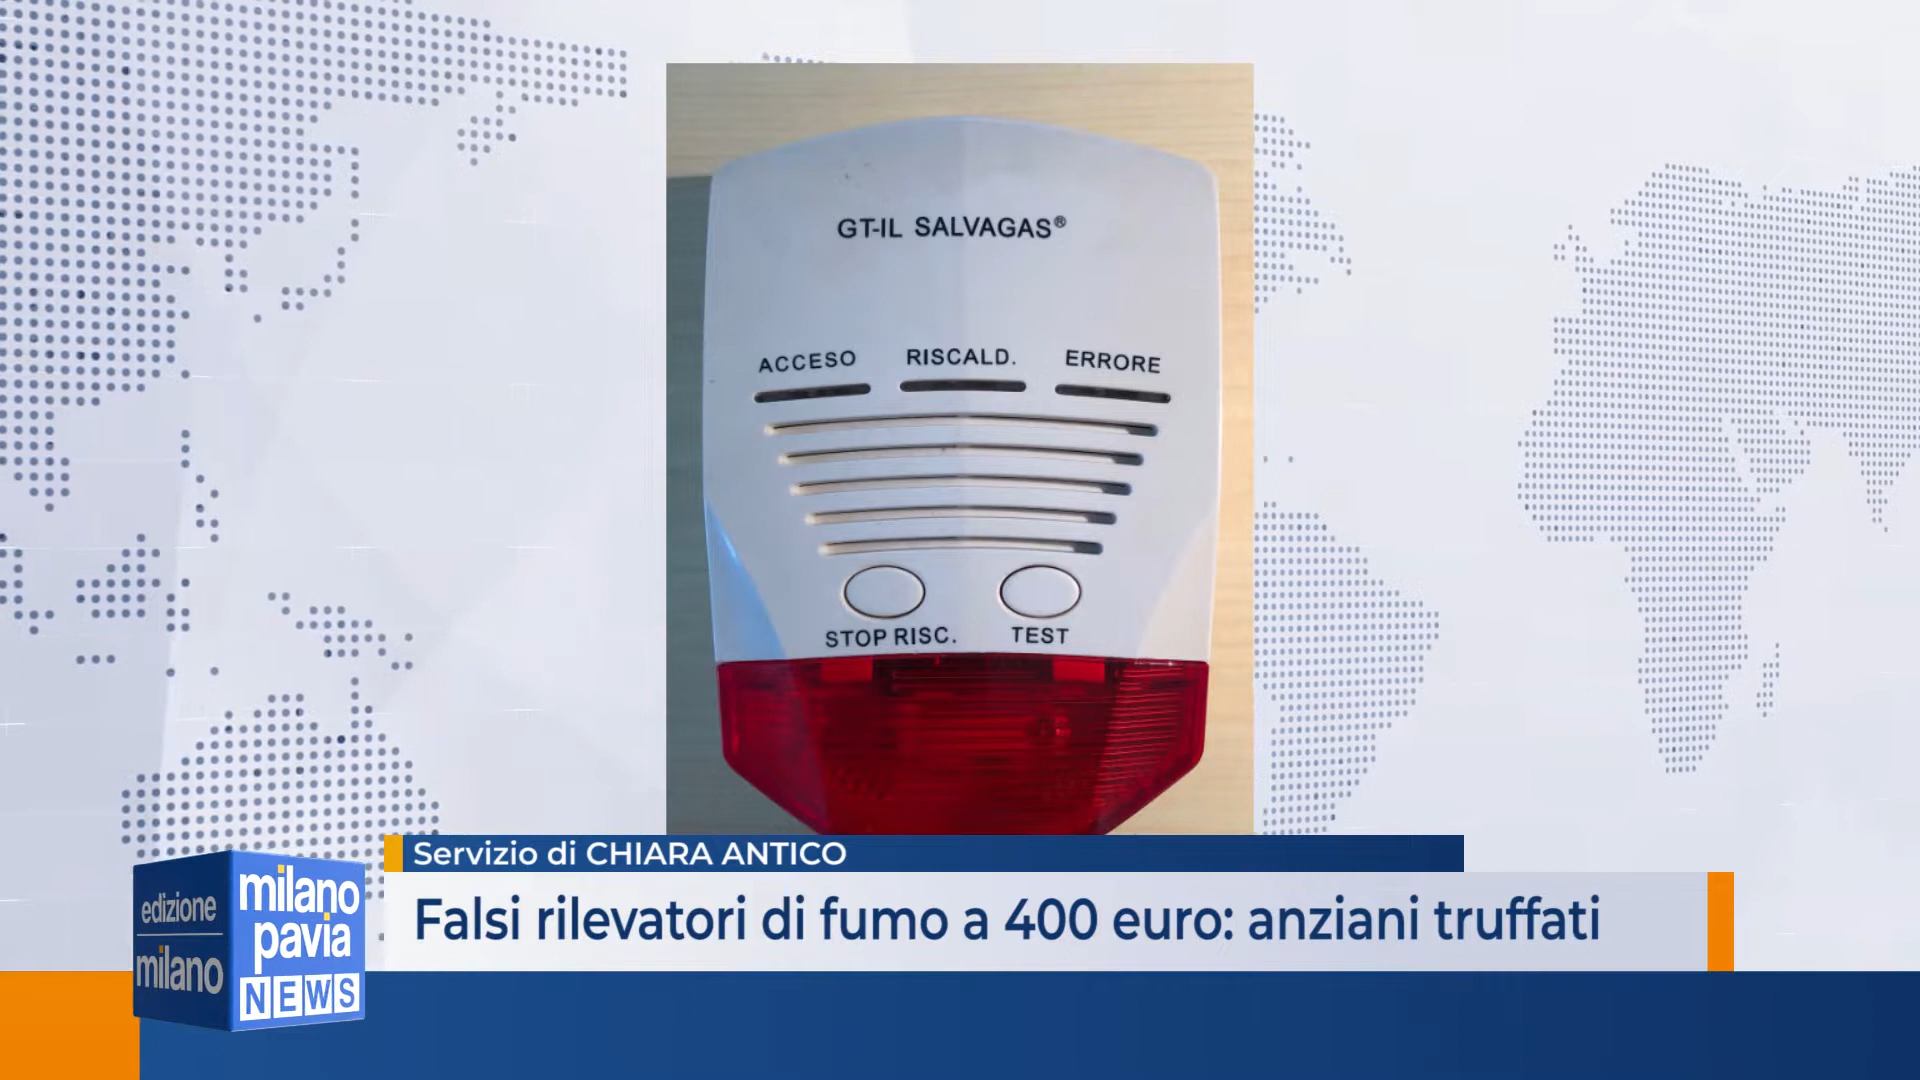 GT-IL SALVAGAS®
ACCESO RISCALD. ERRORE
STOP RISC. TEST
Servizio di CHIARA ANTICO
Falsi rilevatori di fumo a 400 euro: anziani truffati
edizione
milano
milano
pavia
NEWS